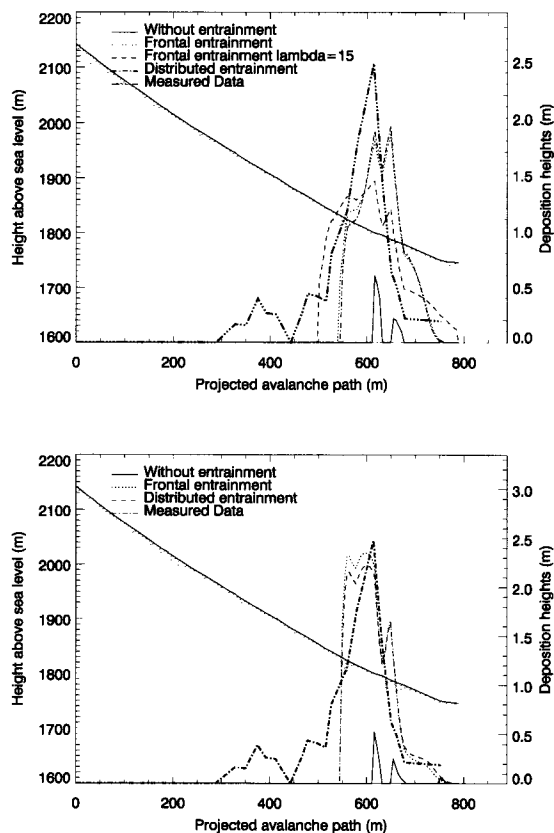 2200
2100
2000
1900
1800
1700
1600
Height above sea level (m)
Without entrainment
Frontal entrainment
Frontal entrainment lambda=15
Distributed entrainment
Measured Data
2.5
2.0
1.5
1.0
0.5
0.0
Deposition heights (m)
0 200 400 600 800
Projected avalanche path (m)
2200
2100
2000
1900
1800
1700
1600
Height above sea level (m)
Without entrainment
Frontal entrainment
Distributed entrainment
Measured Data
3.0
2.5
2.0
1.5
1.0
0.5
0.0
Deposition heights (m)
0 200 400 600 800
Projected avalanche path (m)